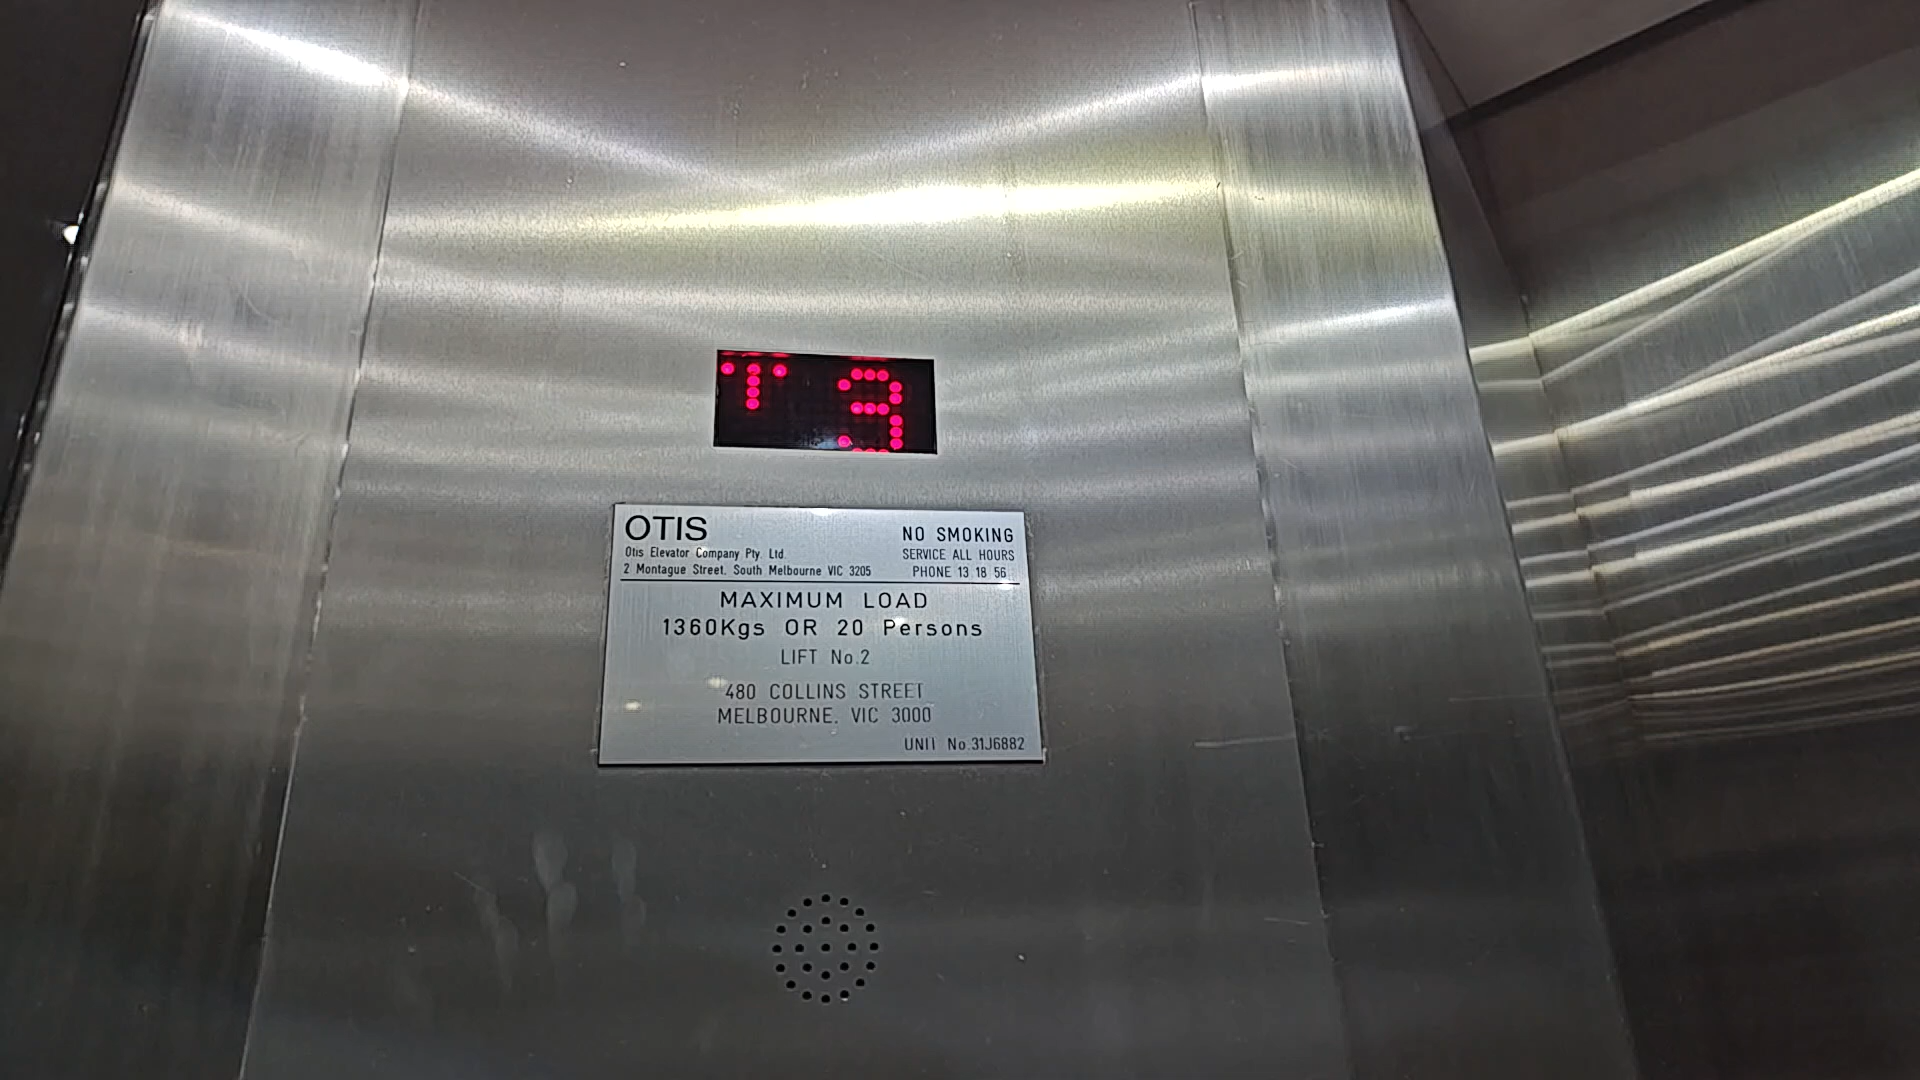 3
OTIS
Otis Elevator Company Pty. Ltd.
2 Montague Street, South Melbourne VIC 3205
NO SMOKING
SERVICE ALL HOURS
PHONE 13 18 56
MAXIMUM LOAD
1360Kgs OR 20 Persons
LIFT No.2
480 COLLINS STREET
MELBOURNE, VIC 3000
UNIT No.31J6882